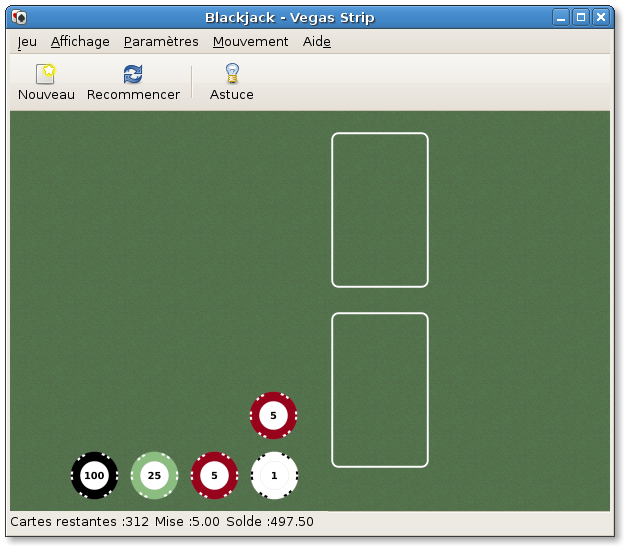 Blackjack - Vegas Strip
Jeu Affichage Paramètres Mouvement Aide
Nouveau Recommencer Astuce
5
100 25 5 1
Cartes restantes :312 Mise :5.00 Solde :497.50